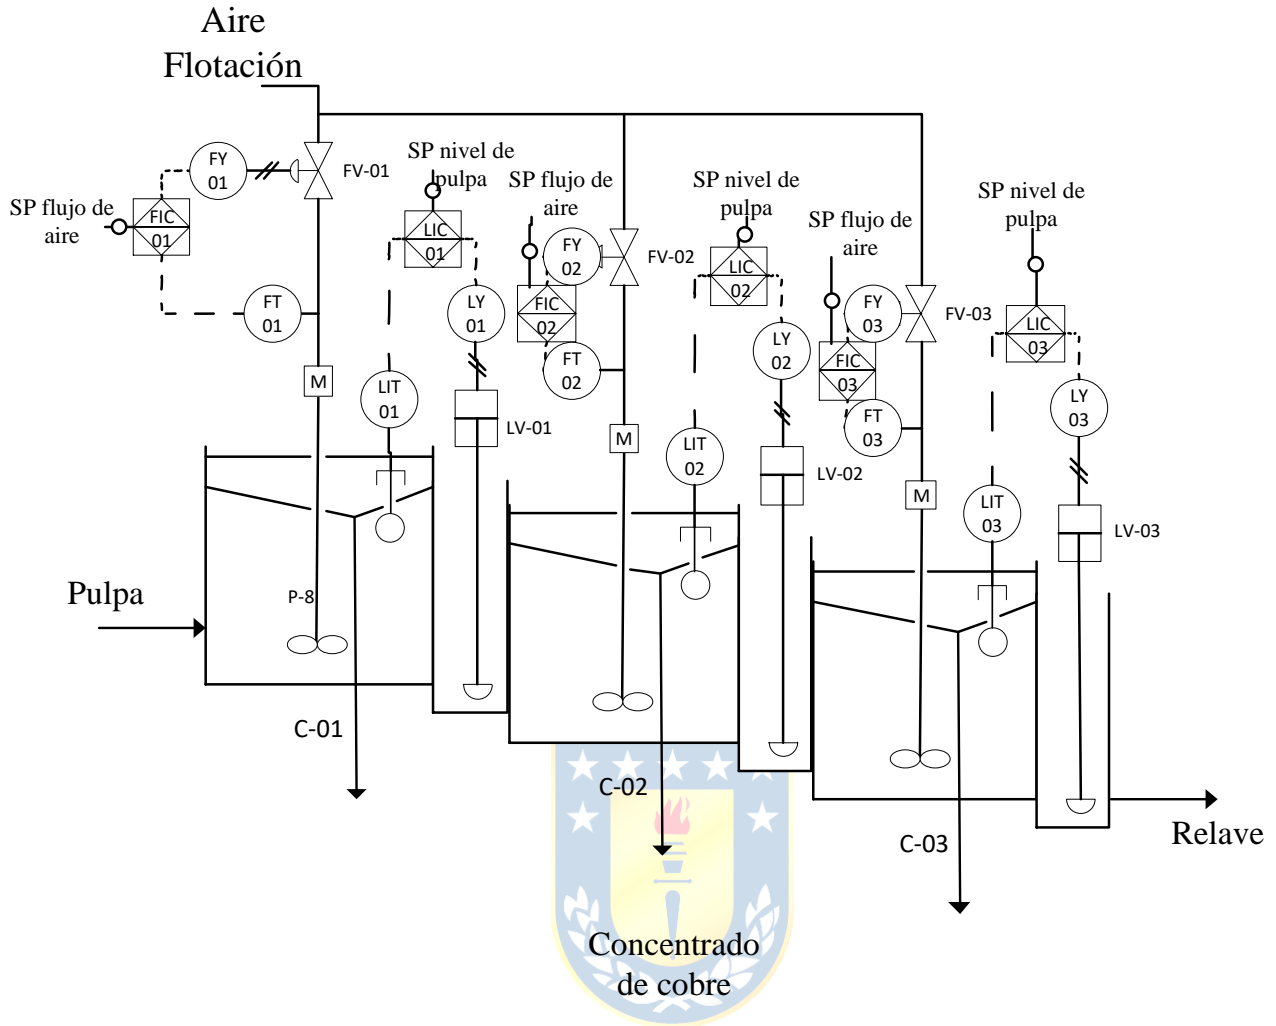 Aire
Flotación
FY
01
FV-01
SP flujo de
aire
FIC
01
FT
01
M
SP nivel de
pulpa
LIC
01
LY
01
LIT
01
LV-01
SP flujo de
aire
FY
02
FV-02
FIC
02
FT
02
M
SP nivel de
pulpa
LIC
02
LY
02
LIT
02
LV-02
SP flujo de
aire
FY
03
FV-03
FIC
03
FT
03
M
SP nivel de
pulpa
LIC
03
LY
03
LIT
03
LV-03
Pulpa
P-8
C-01
C-02
C-03
Relave
Concentrado
de cobre